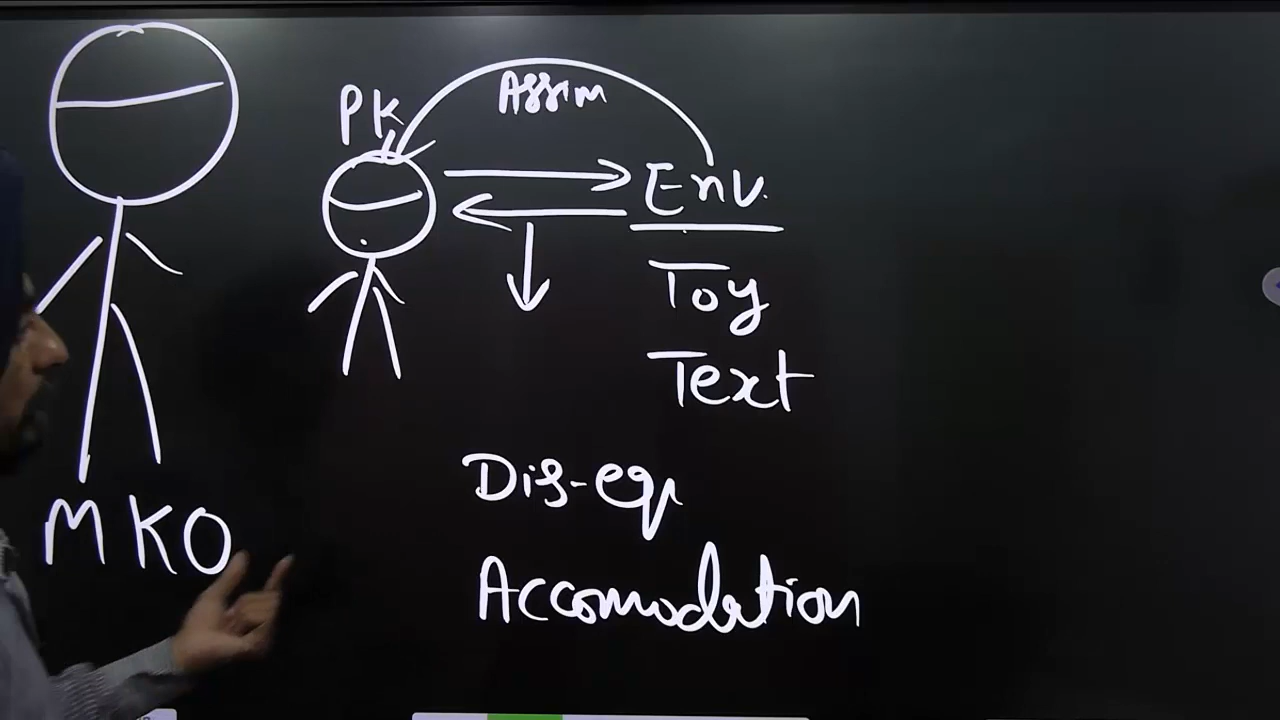 Assim
PK
Env.
Toy
Text
Dis-eq
MKO
Accomodation